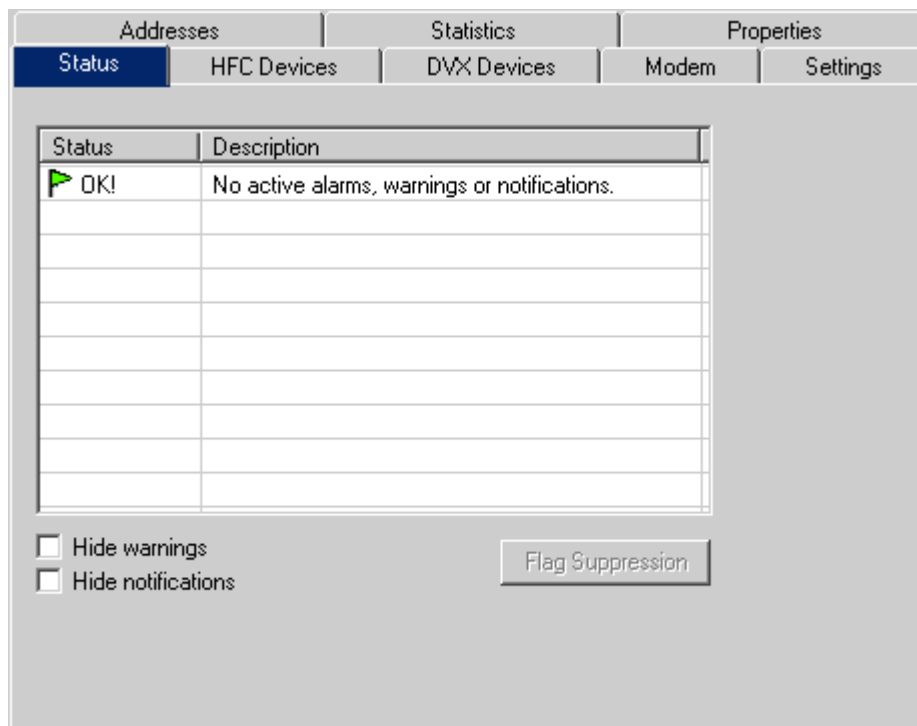 Addresses Statistics Properties
Status HFC Devices DVX Devices Modem Settings
Status Description
OK! No active alarms, warnings or notifications.
Hide warnings
Flag Suppression
Hide notifications